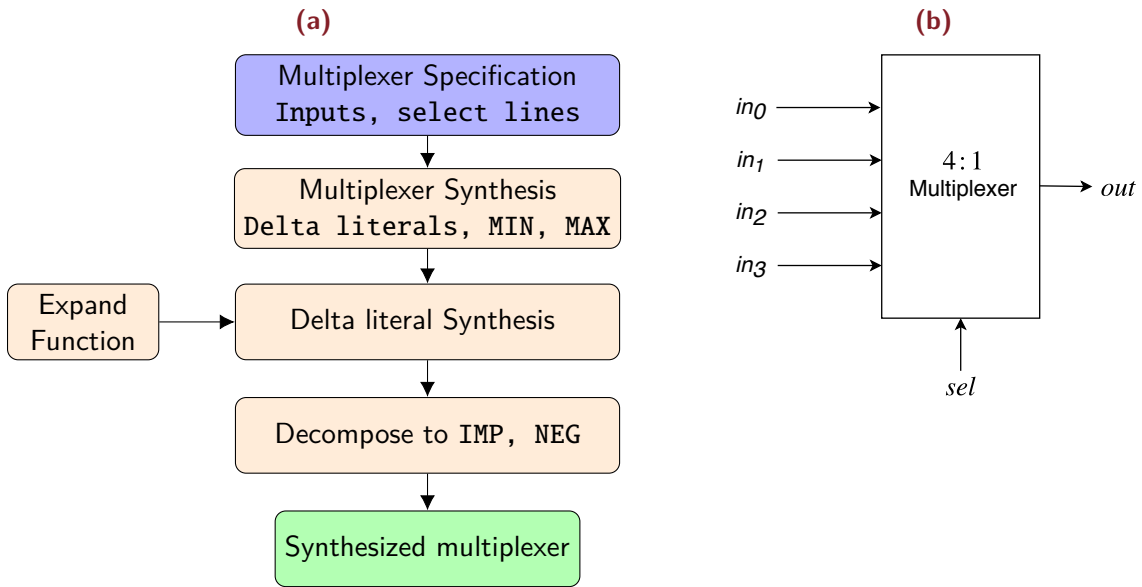 (a)
Multiplexer Specification
Inputs, select lines
Multiplexer Synthesis
Delta literals, MIN, MAX
Expand
Function
Delta literal Synthesis
Decompose to IMP, NEG
Synthesized multiplexer
(b)
in0
in1
in2
in3
4:1
Multiplexer
out
sel